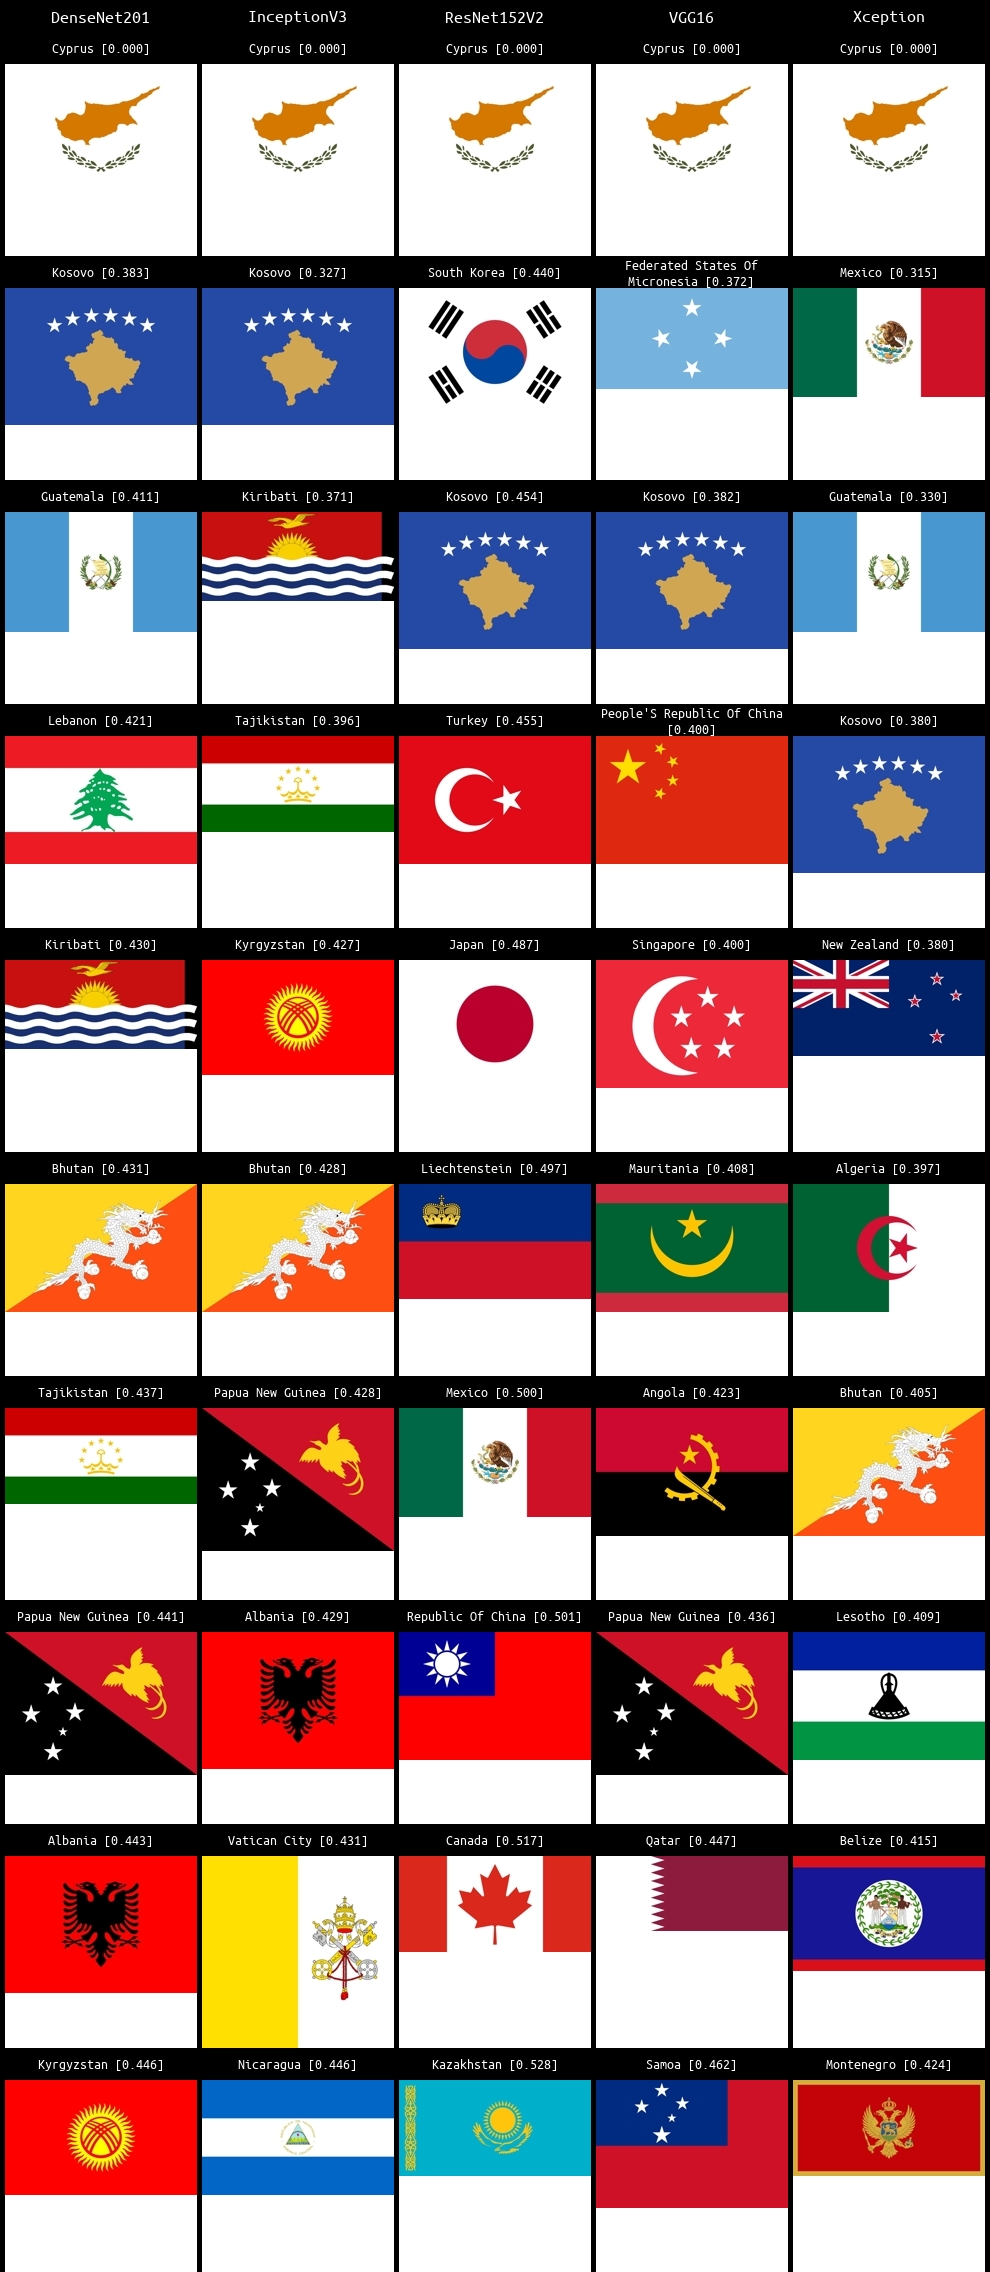 DenseNet201 InceptionV3 ResNet152V2 VGG16 Xception
Cyprus [0.000] Cyprus [0.000] Cyprus [0.000] Cyprus [0.000] Cyprus [0.000]
Kosovo [0.383] Kosovo [0.327] South Korea [0.440] Federated States Of Micronesia [0.372] Mexico [0.315]
Guatemala [0.411] Kiribati [0.371] Kosovo [0.454] Kosovo [0.382] Guatemala [0.330]
Lebanon [0.421] Tajikistan [0.396] Turkey [0.455] People'S Republic Of China [0.400] Kosovo [0.380]
Kiribati [0.430] Kyrgyzstan [0.427] Japan [0.487] Singapore [0.400] New Zealand [0.380]
Bhutan [0.431] Bhutan [0.428] Liechtenstein [0.497] Mauritania [0.408] Algeria [0.397]
Tajikistan [0.437] Papua New Guinea [0.428] Mexico [0.500] Angola [0.423] Bhutan [0.405]
Papua New Guinea [0.441] Albania [0.429] Republic Of China [0.501] Papua New Guinea [0.436] Lesotho [0.409]
Albania [0.443] Vatican City [0.431] Canada [0.517] Qatar [0.447] Belize [0.415]
Kyrgyzstan [0.446] Nicaragua [0.446] Kazakhstan [0.528] Samoa [0.462] Montenegro [0.424]